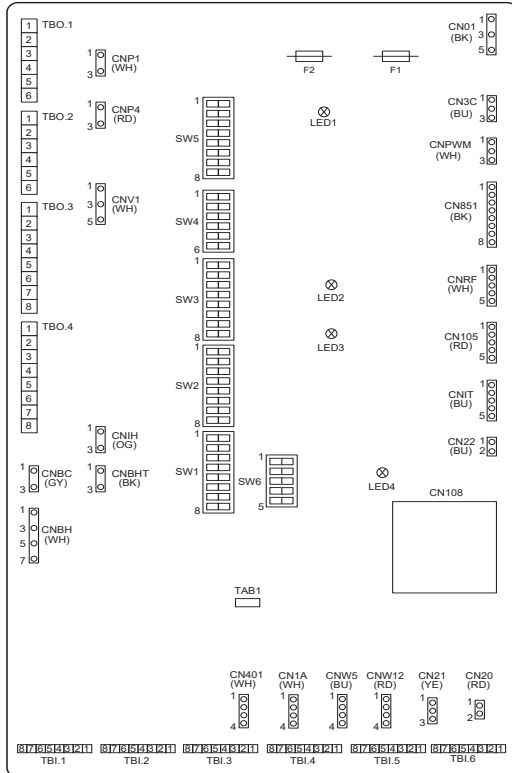 TBO.1
1
2
3
4
5
6
TBO.2
1
2
3
4
5
6
TBO.3
1
2
3
4
5
6
7
8
TBO.4
1
2
3
4
5
6
7
8
1
3
CNP1
(WH)
1
3
CNP4
(RD)
1
3
5
CNV1
(WH)
1
3
CNIH
(OG)
1
3
CNBC
(GY)
1
3
CNBHT
(BK)
1
3
5
7
CNBH
(WH)
1
SW5
8
1
SW4
6
1
SW3
8
1
SW2
8
1
SW1
8
1
SW6
5
F2
F1
LED1
LED2
LED3
LED4
CN01
(BK)
1
3
5
CN3C
(BU)
1
3
CNPWM
(WH)
1
3
CN851
(BK)
1
8
CNRF
(WH)
1
5
CN105
(RD)
1
5
CNIT
(BU)
1
5
CN22
(BU)
1
2
CN108
TAB1
CN401
(WH)
1
4
CN1A
(WH)
1
4
CNW5
(BU)
1
4
CNW12
(RD)
1
4
CN21
(YE)
1
3
CN20
(RD)
1
2
8 7 6 5 4 3 2 1
TBI.1
8 7 6 5 4 3 2 1
TBI.2
8 7 6 5 4 3 2 1
TBI.3
8 7 6 5 4 3 2 1
TBI.4
8 7 6 5 4 3 2 1
TBI.5
8 7 6 5 4 3 2 1
TBI.6